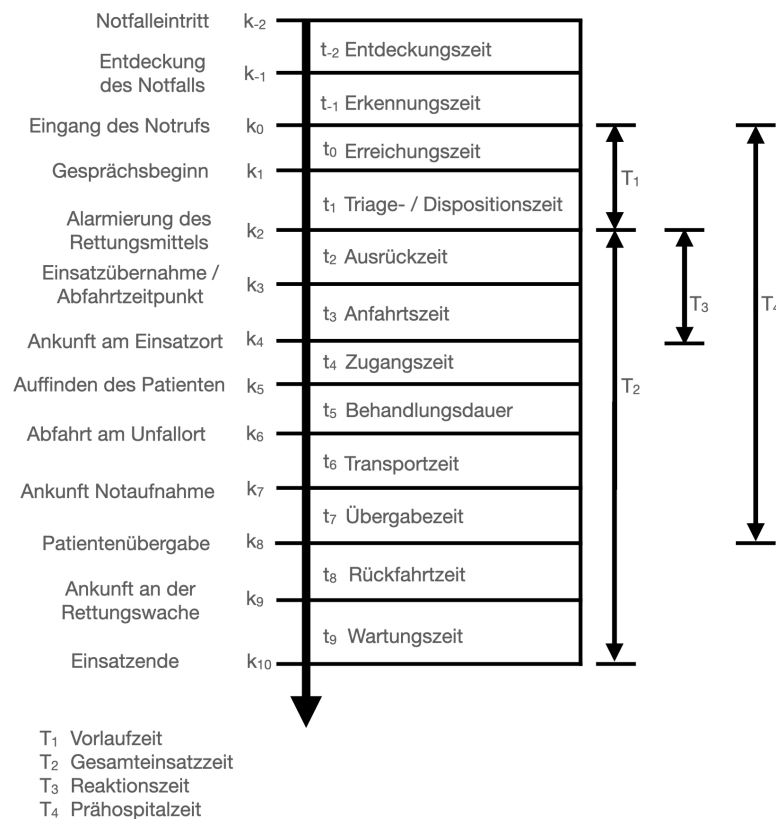 Notfalleintritt k-2
t-2 Entdeckungszeit
Entdeckung
des Notfalls k-1
t-1 Erkennungszeit
Eingang des Notrufs k0
t0 Erreichungszeit
Gesprächsbeginn k1
T1
t1 Triage- / Dispositionszeit
Alarmierung des
Rettungsmittels k2
t2 Ausrückzeit
Einsatzübernahme /
Abfahrtzeitpunkt k3
T3
T4
t3 Anfahrtszeit
Ankunft am Einsatzort k4
t4 Zugangszeit
Auffinden des Patienten k5
T2
t5 Behandlungsdauer
Abfahrt am Unfallort k6
t6 Transportzeit
Ankunft Notaufnahme k7
t7 Übergabezeit
Patientenübergabe k8
t8 Rückfahrtzeit
Ankunft an der
Rettungswache k9
t9 Wartungszeit
Einsatzende k10
T1 Vorlaufzeit
T2 Gesamteinsatzzeit
T3 Reaktionszeit
T4 Prähospitalzeit